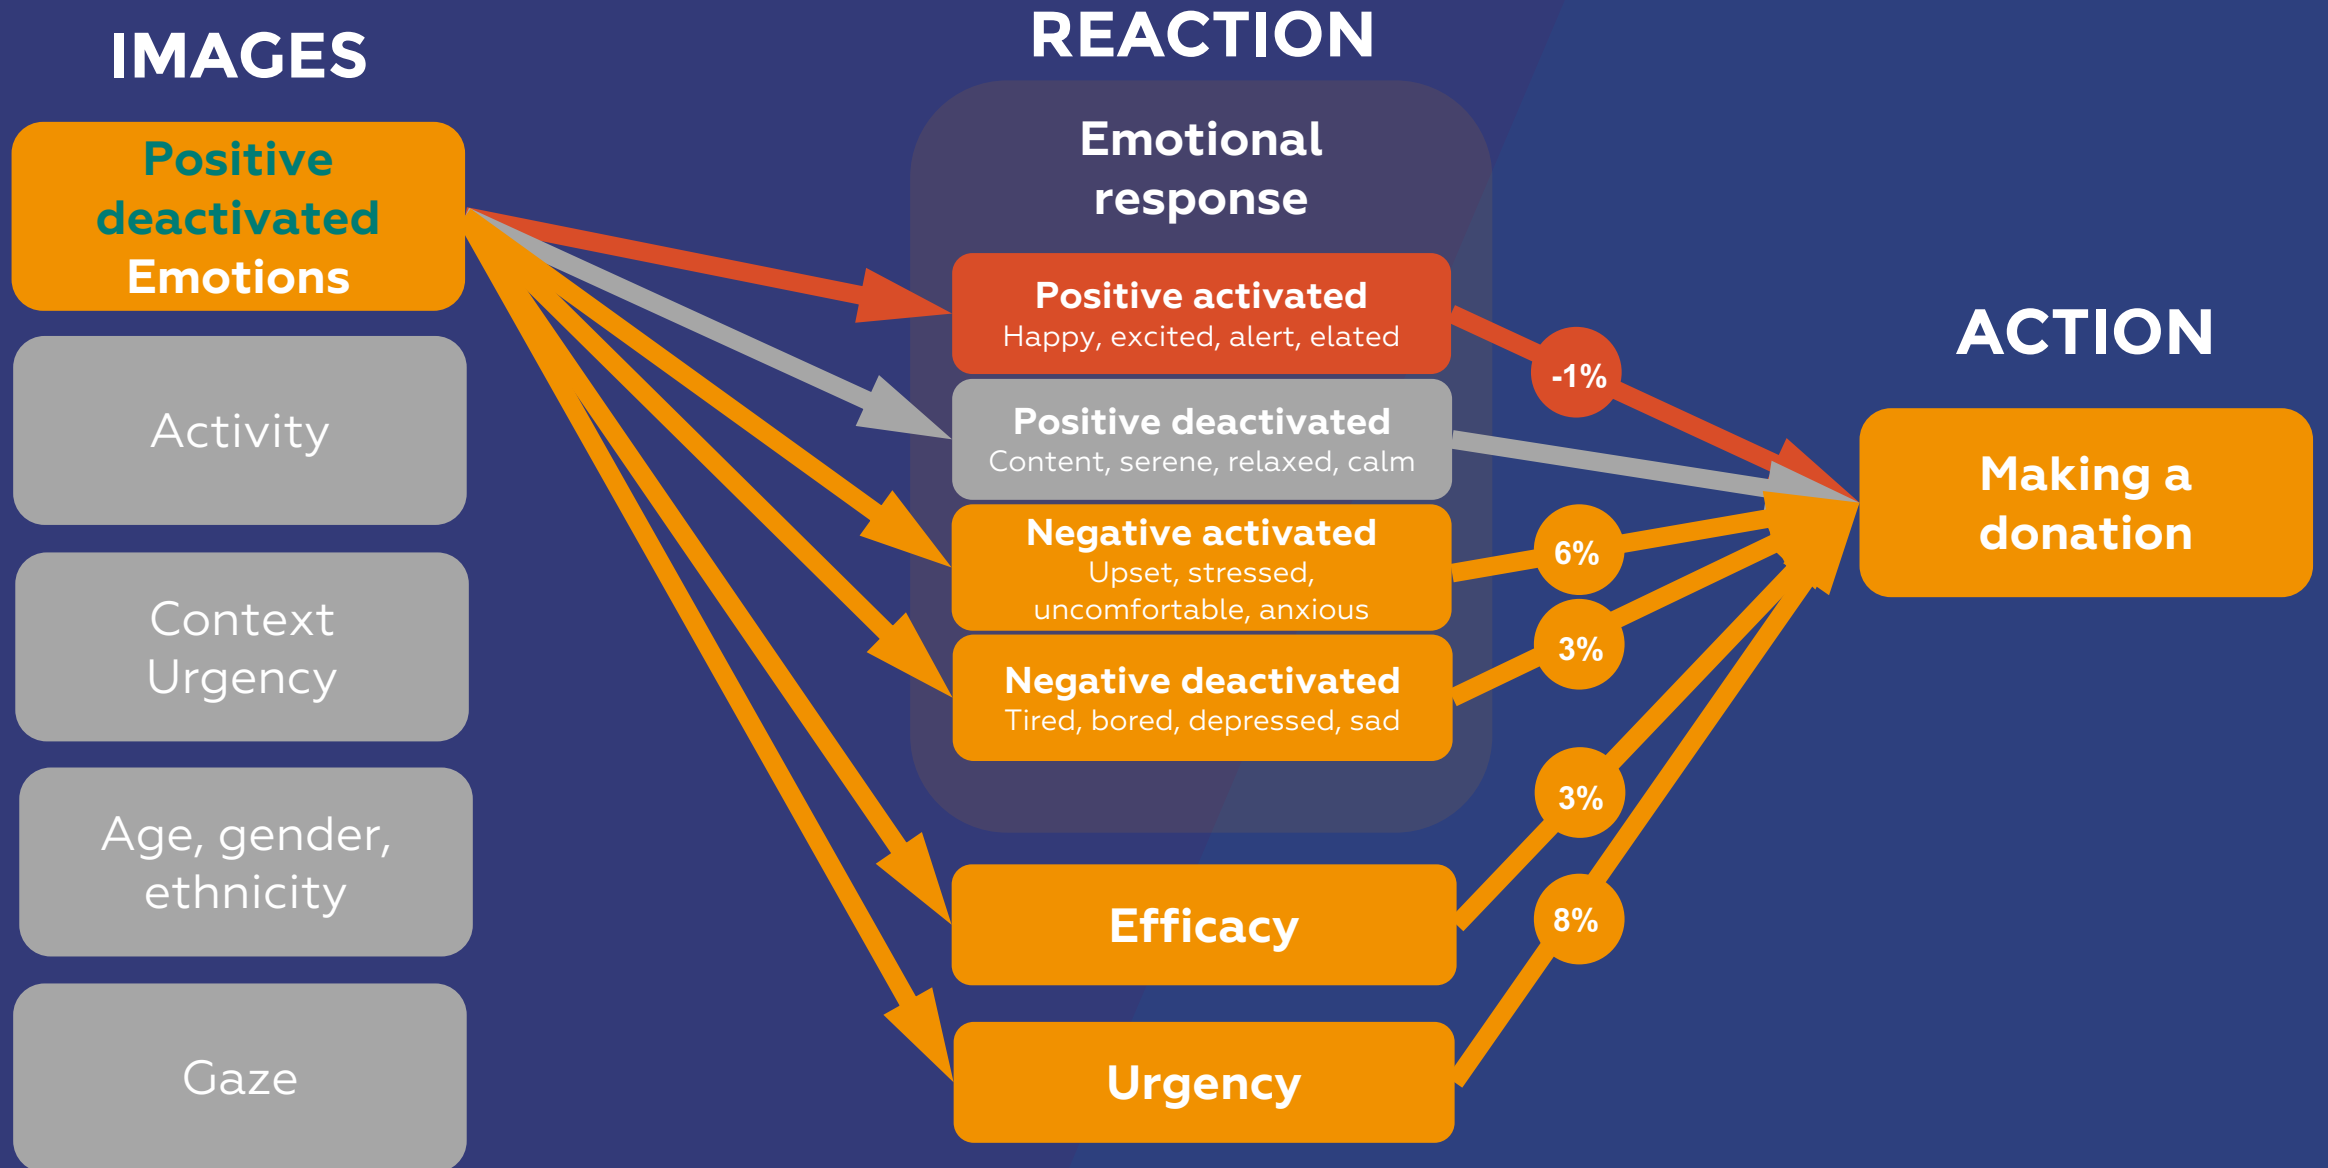 IMAGES
Positive
deactivated
Emotions
Activity
Context
Urgency
Age, gender,
ethnicity
Gaze
REACTION
Emotional
response
Positive activated
Happy, excited, alert, elated
Positive deactivated
Content, serene, relaxed, calm
Negative activated
Upset, stressed,
uncomfortable, anxious
Negative deactivated
Tired, bored, depressed, sad
Efficacy
Urgency
-1%
6%
3%
3%
8%
ACTION
Making a
donation